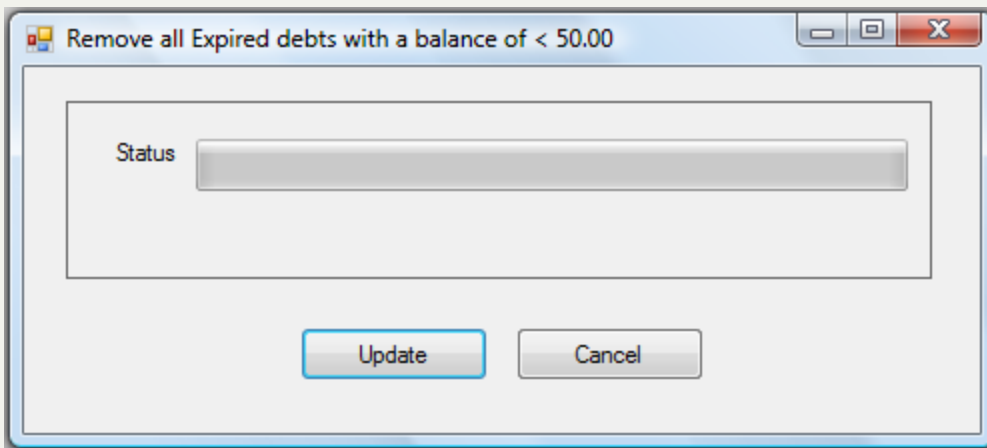 Remove all Expired debts with a balance of < 50.00
Status
Update
Cancel